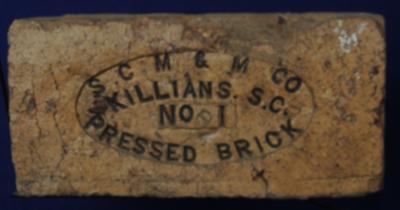 S C M & M CO
KILLIANS. S.C.
NO 1
PRESSED BRICK